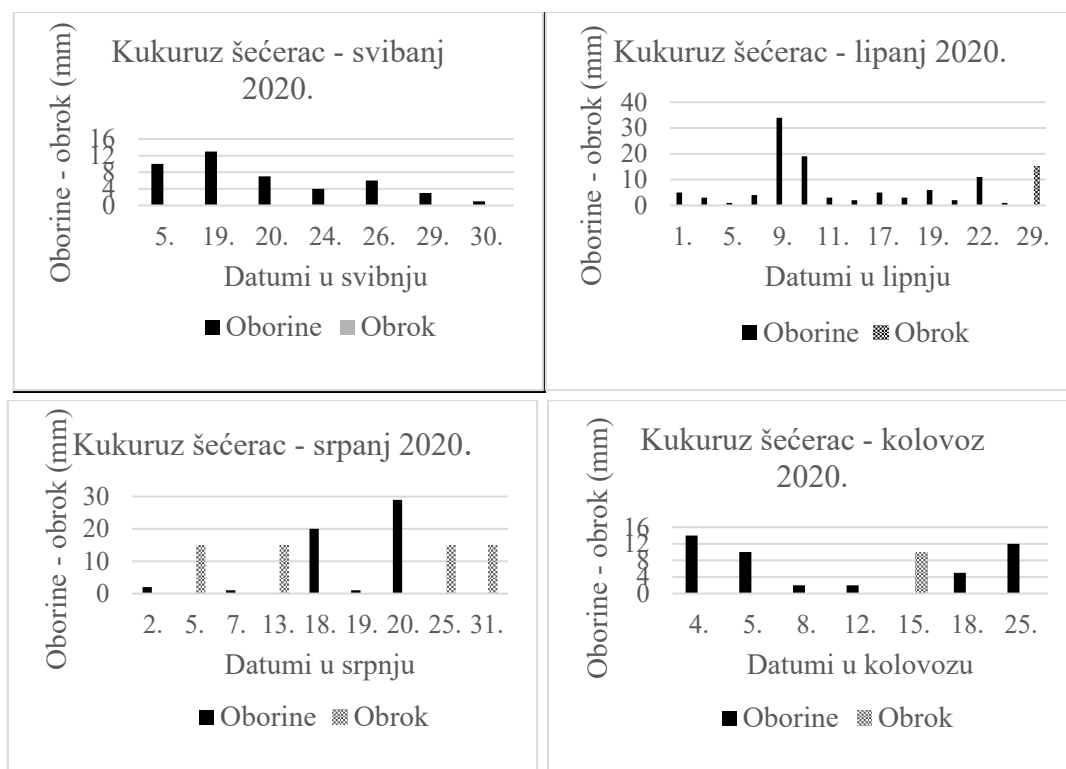 Kukuruz šećerac - svibanj
2020.
Oborine - obrok (mm)
16
12
8
4
0
5. 19. 20. 24. 26. 29. 30.
Datumi u svibnju
Oborine Obrok
Kukuruz šećerac - lipanj 2020.
Oborine - obrok (mm)
40
30
20
10
0
1. 5. 9. 11. 17. 19. 22. 29.
Datumi u lipnju
Oborine Obrok
Kukuruz šećerac - srpanj 2020.
Oborine - obrok (mm)
30
20
10
0
2. 5. 7. 13. 18. 19. 20. 25. 31.
Datumi u srpnju
Oborine Obrok
Kukuruz šećerac - kolovoz
2020.
Oborine - obrok (mm)
16
12
8
4
0
4. 5. 8. 12. 15. 18. 25.
Datumi u kolovozu
Oborine Obrok